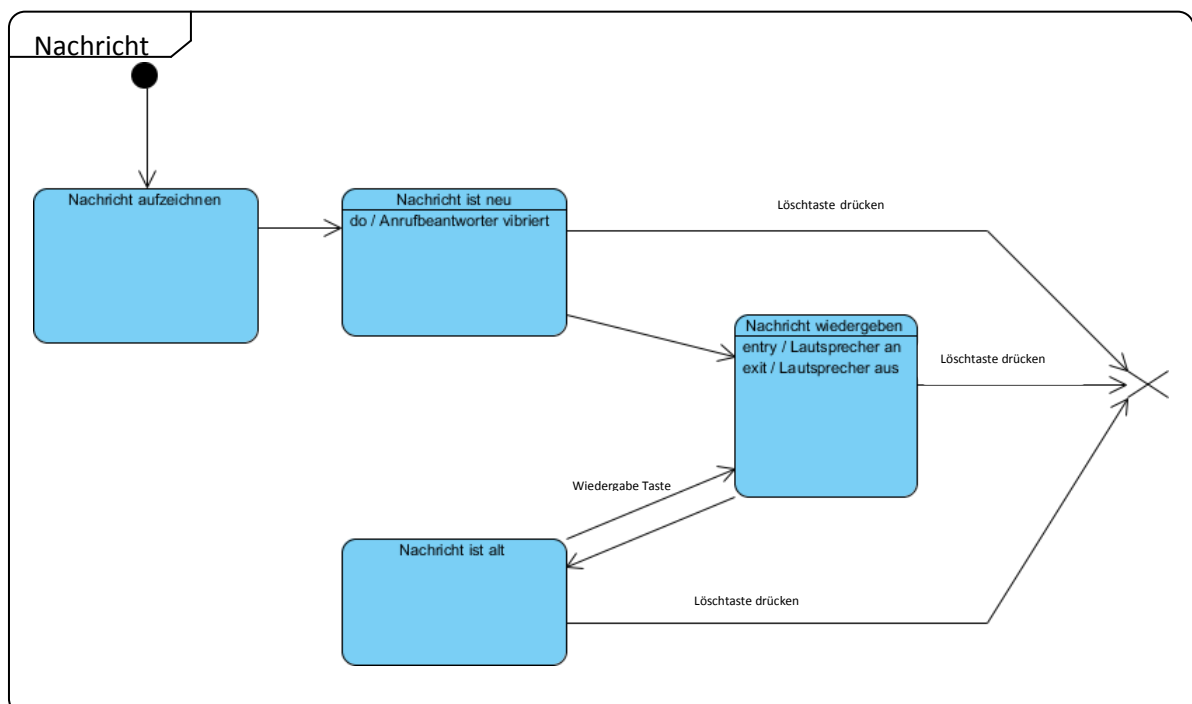 Nachricht
Nachricht aufzeichnen
Nachricht ist neu
do / Anrufbeantworter vibriert
Löschtaste drücken
Nachricht wiedergeben
entry / Lautsprecher an
exit / Lautsprecher aus
Löschtaste drücken
Wiedergabe Taste
Nachricht ist alt
Löschtaste drücken